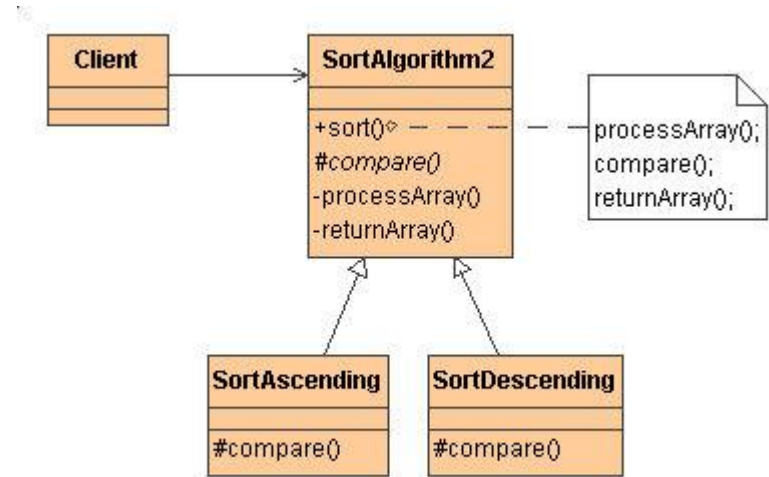 Client
SortAlgorithm2
+sort()
#compare()
-processArray()
-returnArray()
processArray();
compare();
returnArray();
SortAscending
#compare()
SortDescending
#compare()